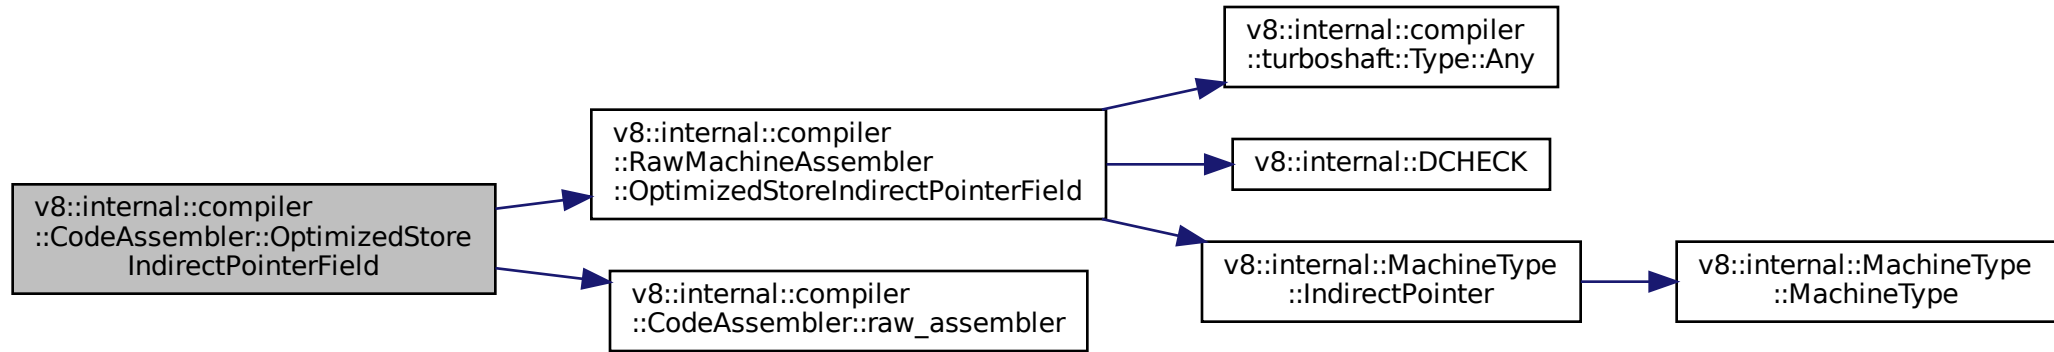 v8::internal::compiler
::CodeAssembler::OptimizedStore
IndirectPointerField
v8::internal::compiler
::RawMachineAssembler
::OptimizedStoreIndirectPointerField
v8::internal::compiler
::CodeAssembler::raw_assembler
v8::internal::compiler
::turboshaft::Type::Any
v8::internal::DCHECK
v8::internal::MachineType
::IndirectPointer
v8::internal::MachineType
::MachineType